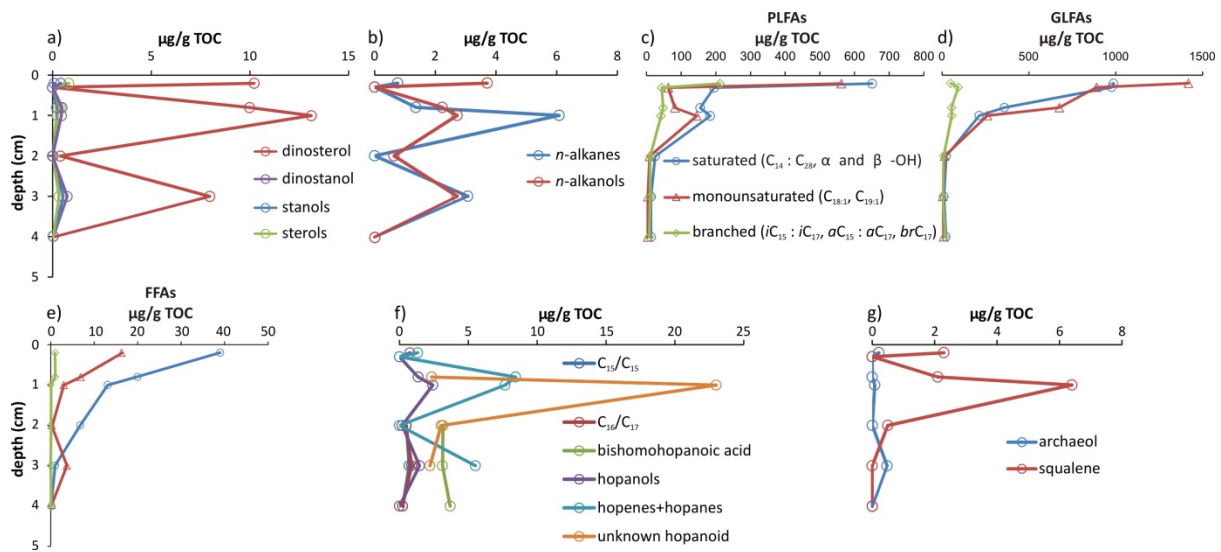 a)
µg/g TOC
0 5 10 15
0
1
2
3
4
5
depth (cm)
dinosterol
dinostanol
stanols
sterols
b)
µg/g TOC
0 2 4 6 8
n-alkanes
n-alkanols
PLFAs
c)
µg/g TOC
0 100 200 300 400 500 600 700 800
saturated (C14 : C28, α and β -OH)
monounsaturated (C18:1, C19:1)
branched (iC15 : iC17, aC15 : aC17, brC17)
GLFAs
d)
µg/g TOC
0 500 1000 1500
FFAs
e)
µg/g TOC
0 10 20 30 40 50
0
1
2
3
4
5
depth (cm)
f)
µg/g TOC
0 5 10 15 20 25
C15/C15
C16/C17
bishomohopanoic acid
hopanols
hopenes+hopanes
unknown hopanoid
g)
µg/g TOC
0 2 4 6 8
archaeol
squalene